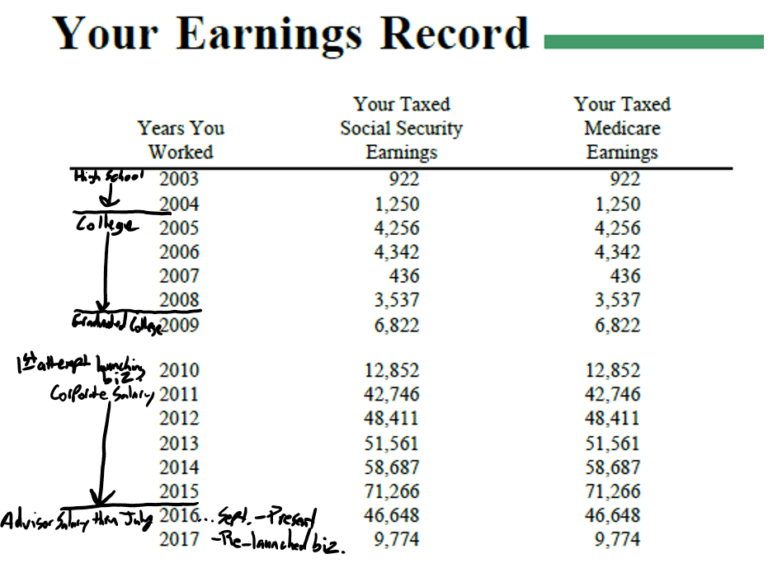 Your Earnings Record
Your Taxed Your Taxed
Years You Social Security Medicare
Worked Earnings Earnings
High School 2003 922 922
2004 1,250 1,250
College 2005 4,256 4,256
2006 4,342 4,342
2007 436 436
2008 3,537 3,537
Graduated College 2009 6,822 6,822
1st attempt launching biz 2010 12,852 12,852
Corporate Salary 2011 42,746 42,746
2012 48,411 48,411
2013 51,561 51,561
2014 58,687 58,687
2015 71,266 71,266
Advisor Salary thru July 2016... Sept. - Present 46,648 46,648
2017 - Re-launched biz. 9,774 9,774